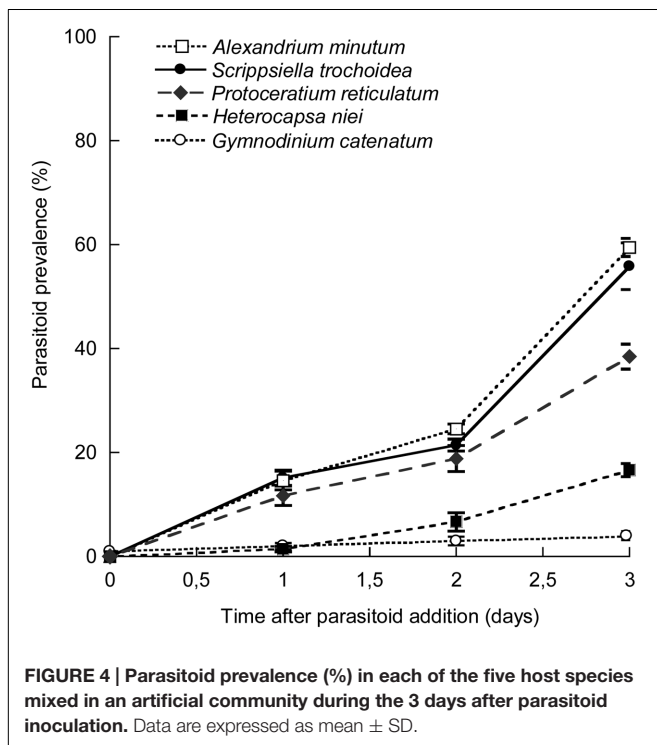 100
80
60
40
20
0
Parasitoid prevalence (%)
Alexandrium minutum
Scrippsiella trochoidea
Protoceratium reticulatum
Heterocapsa niei
Gymnodinium catenatum
0 0,5 1 1,5 2 2,5 3
Time after parasitoid addition (days)
FIGURE 4 | Parasitoid prevalence (%) in each of the five host species
mixed in an artificial community during the 3 days after parasitoid
inoculation. Data are expressed as mean ± SD.